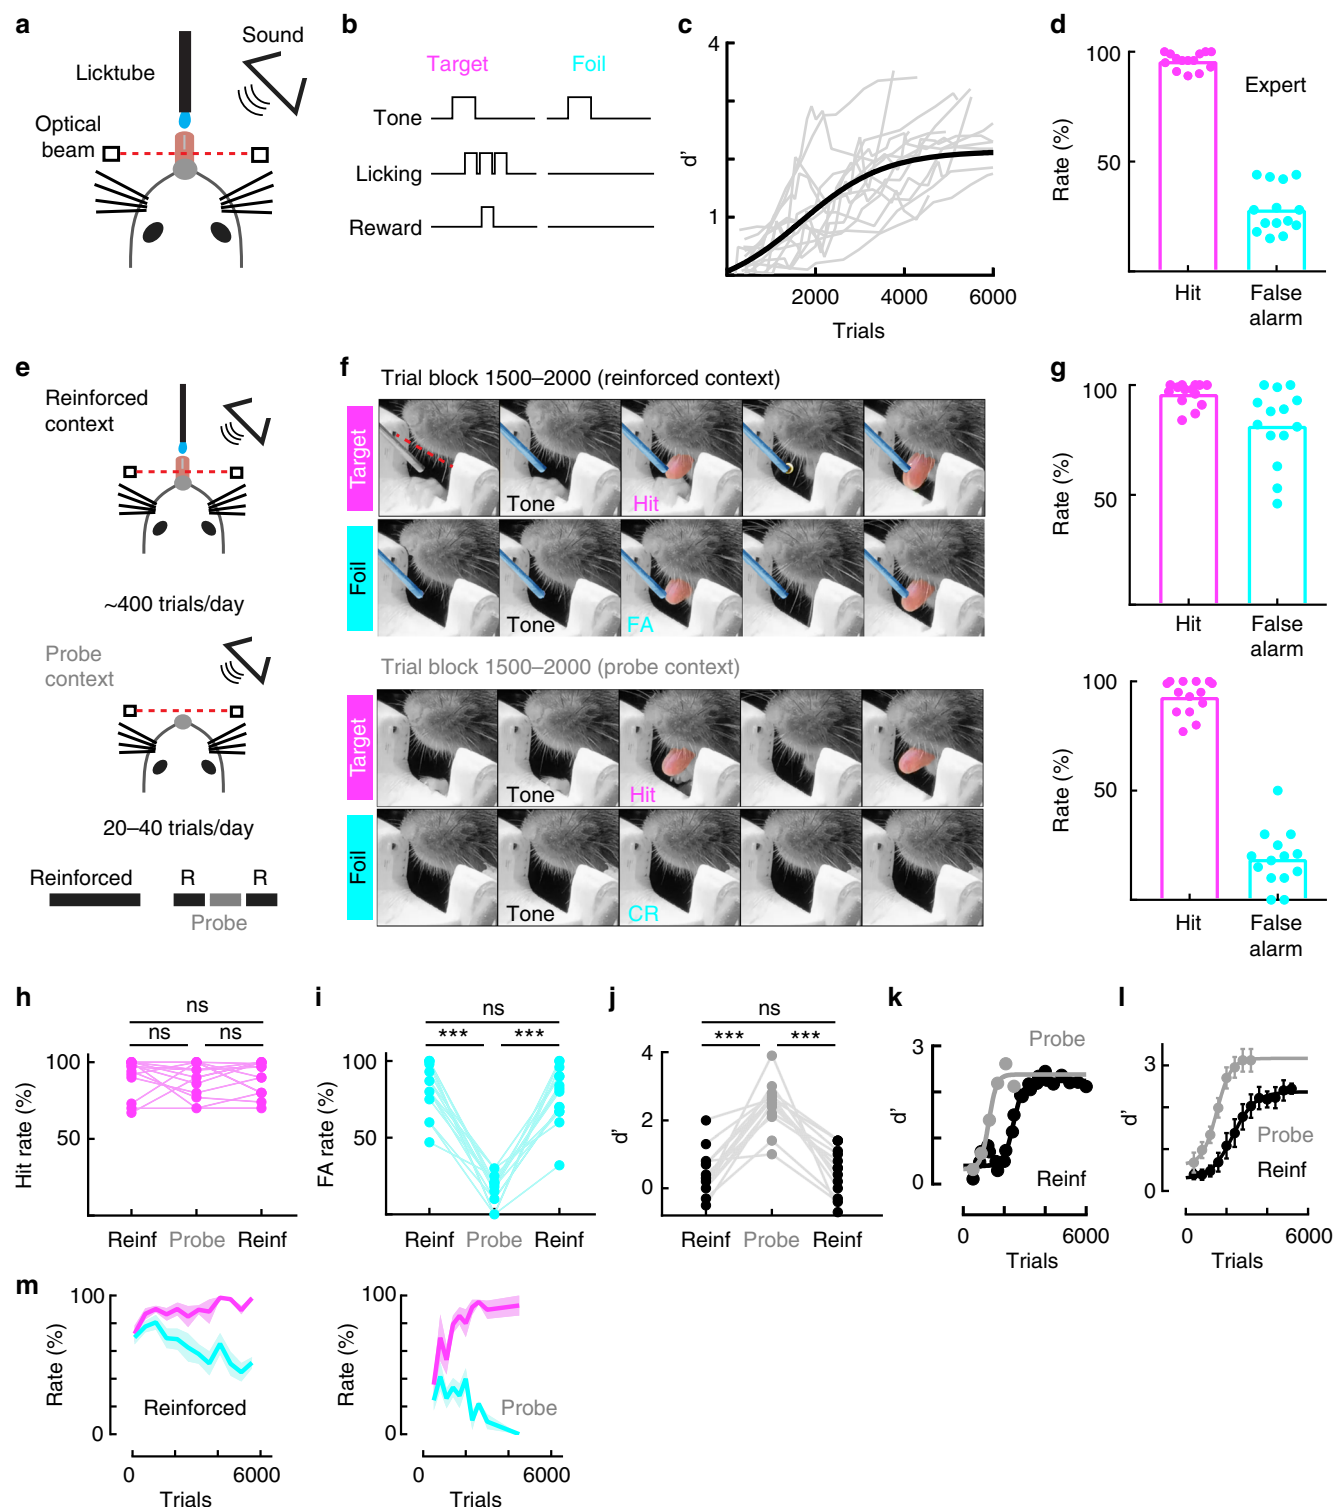 a
Licktube
Sound
Optical
beam
b
Target
Foil
Tone
Licking
Reward
c
4
1
d'
2000
4000
6000
Trials
d
100
50
Rate (%)
Expert
Hit
False
alarm
e
Reinforced
context
~400 trials/day
Probe
context
20–40 trials/day
Reinforced
R
R
Probe
f
Trial block 1500–2000 (reinforced context)
Target
Tone
Hit
Foil
Tone
FA
Trial block 1500–2000 (probe context)
Target
Tone
Hit
Foil
Tone
CR
g
100
50
Rate (%)
Hit
False
alarm
100
50
Rate (%)
Hit
False
alarm
h
ns
ns
ns
100
50
Hit rate (%)
Reinf
Probe
Reinf
i
ns
***
***
100
50
FA rate (%)
Reinf
Probe
Reinf
j
ns
***
***
4
2
0
d'
Reinf
Probe
Reinf
k
3
0
d'
Probe
Reinf
0
6000
Trials
l
3
0
d'
Probe
Reinf
0
6000
Trials
m
100
0
Rate (%)
Reinforced
0
6000
Trials
100
0
Rate (%)
Probe
0
6000
Trials